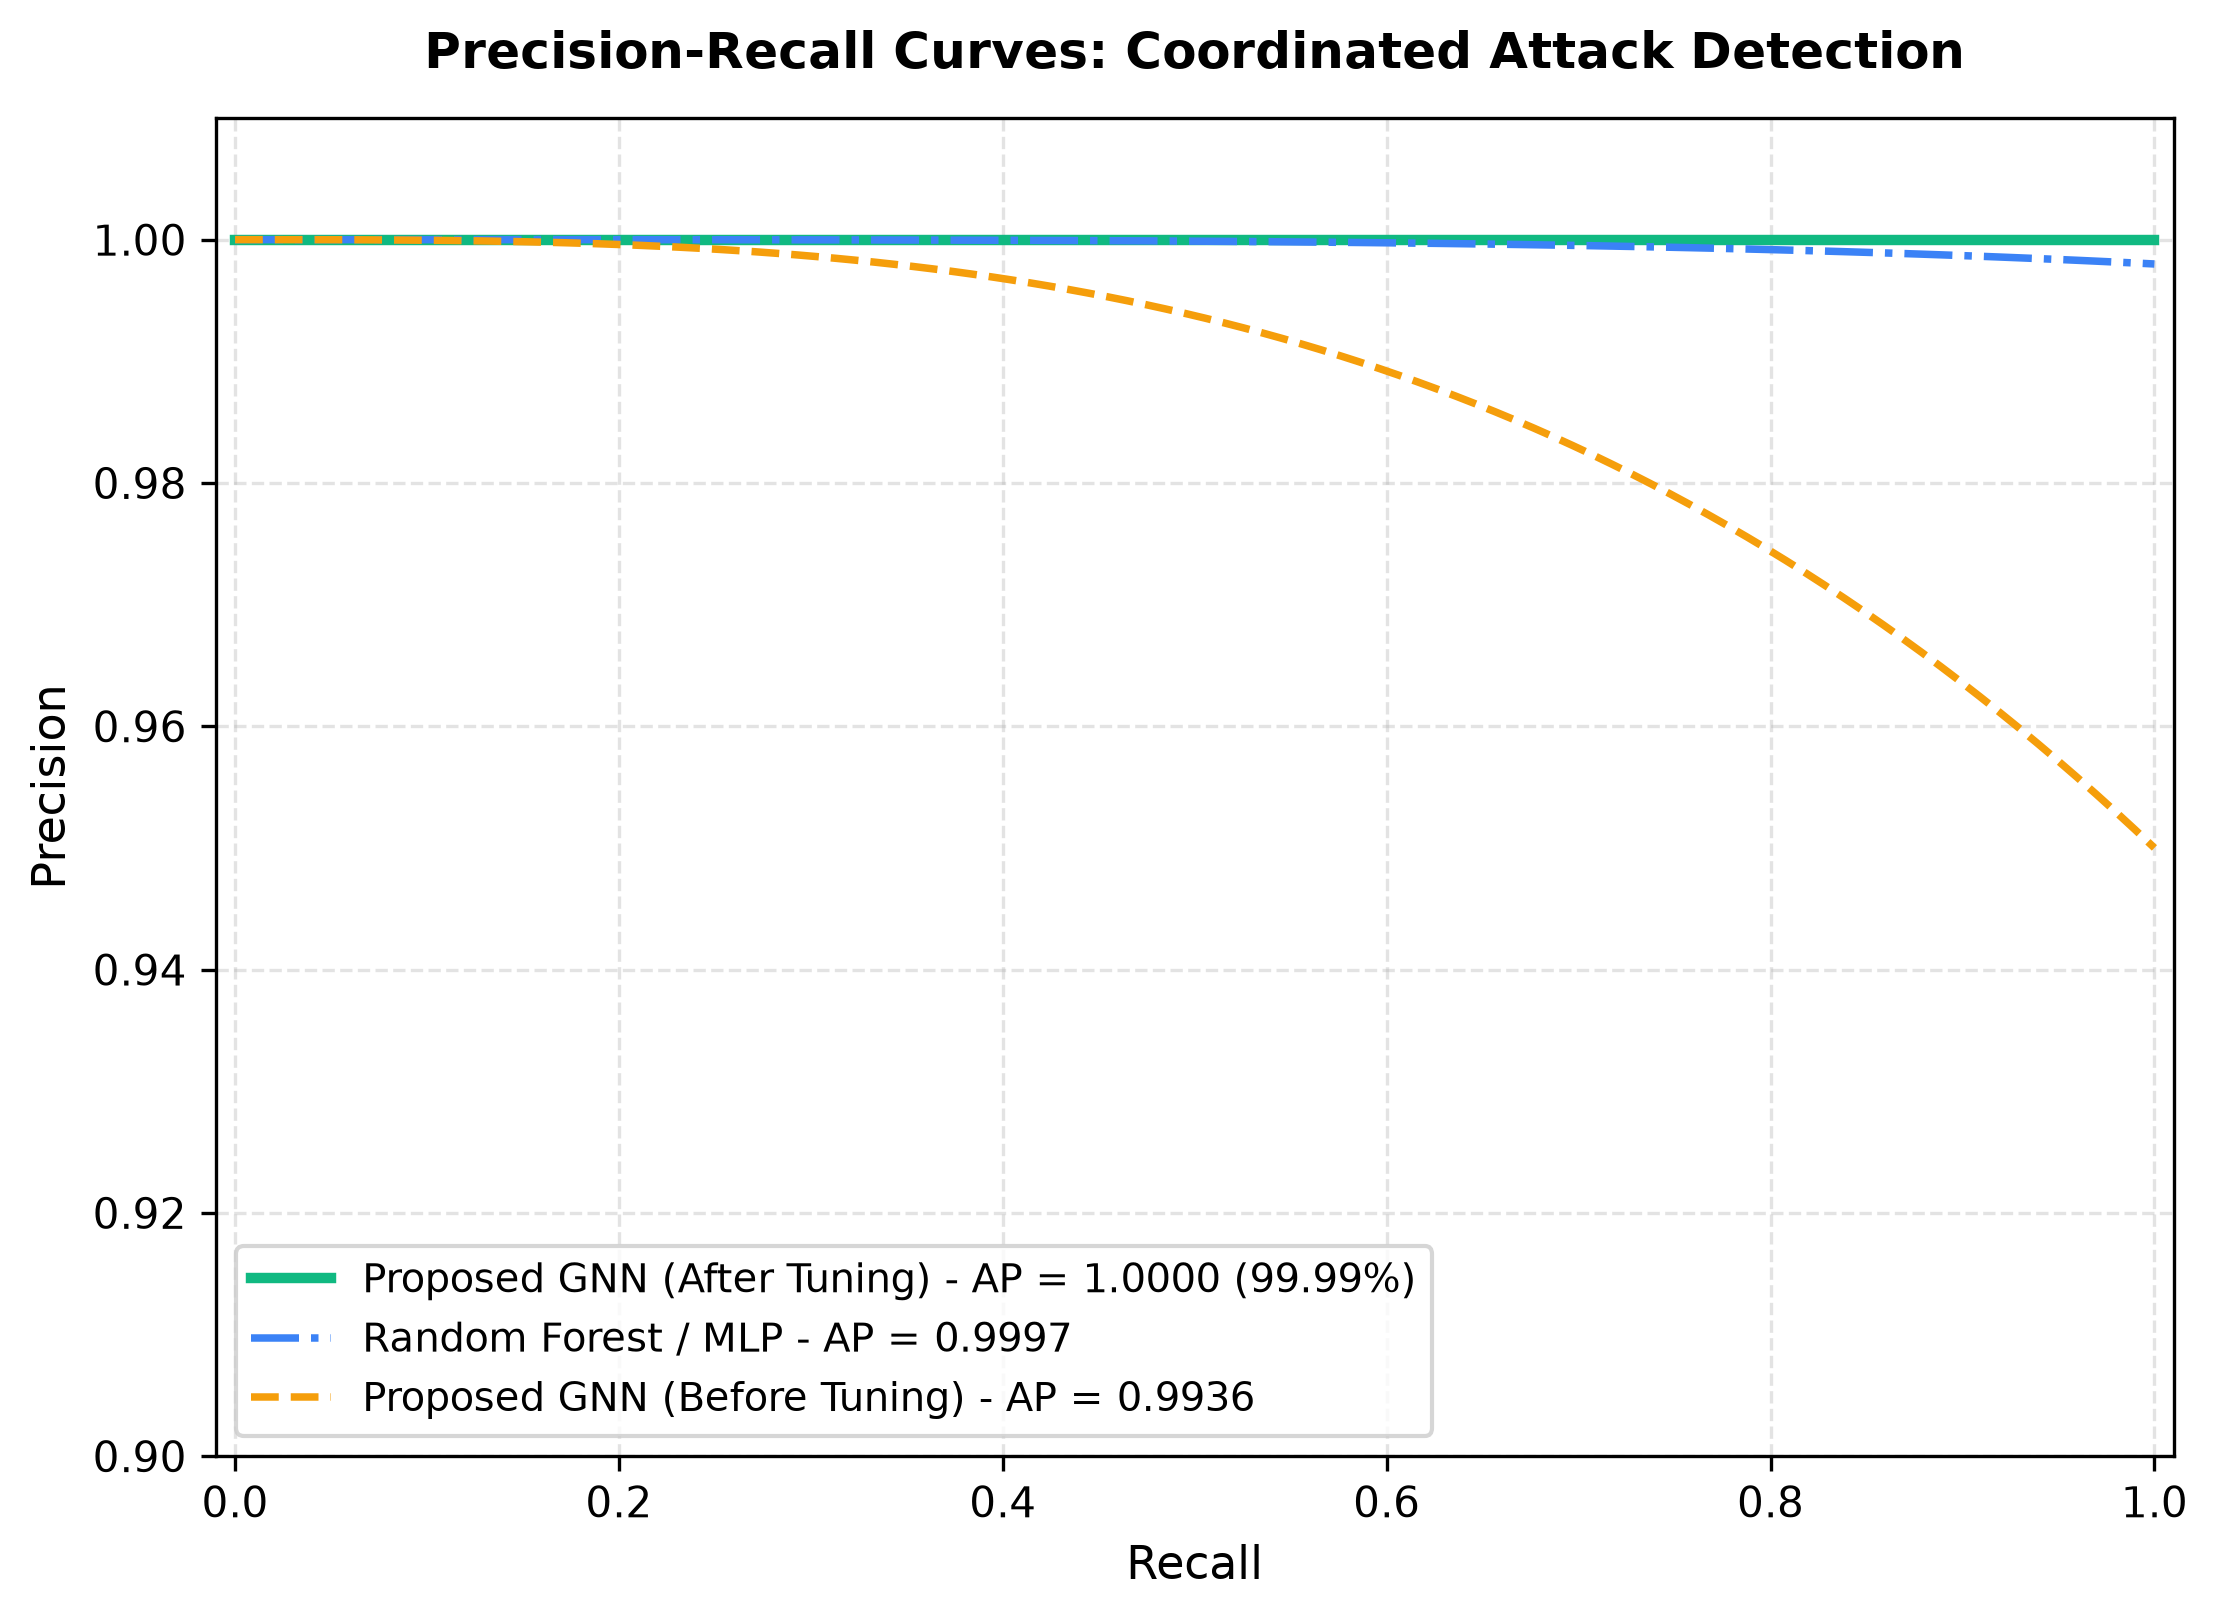 Precision-Recall Curves: Coordinated Attack Detection
Precision
1.00
0.98
0.96
0.94
0.92
0.90
Proposed GNN (After Tuning) - AP = 1.0000 (99.99%)
Random Forest / MLP - AP = 0.9997
Proposed GNN (Before Tuning) - AP = 0.9936
0.0 0.2 0.4 0.6 0.8 1.0
Recall